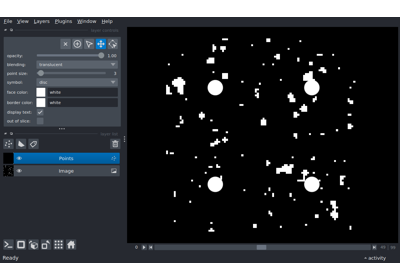 File View Layers Plugins Window Help
opacity: 1.00
blending: translucent
point size:
symbol: disc
face color: white
border color: white
display text: ✓
out of slice:
Points
Image
0
Ready
activity